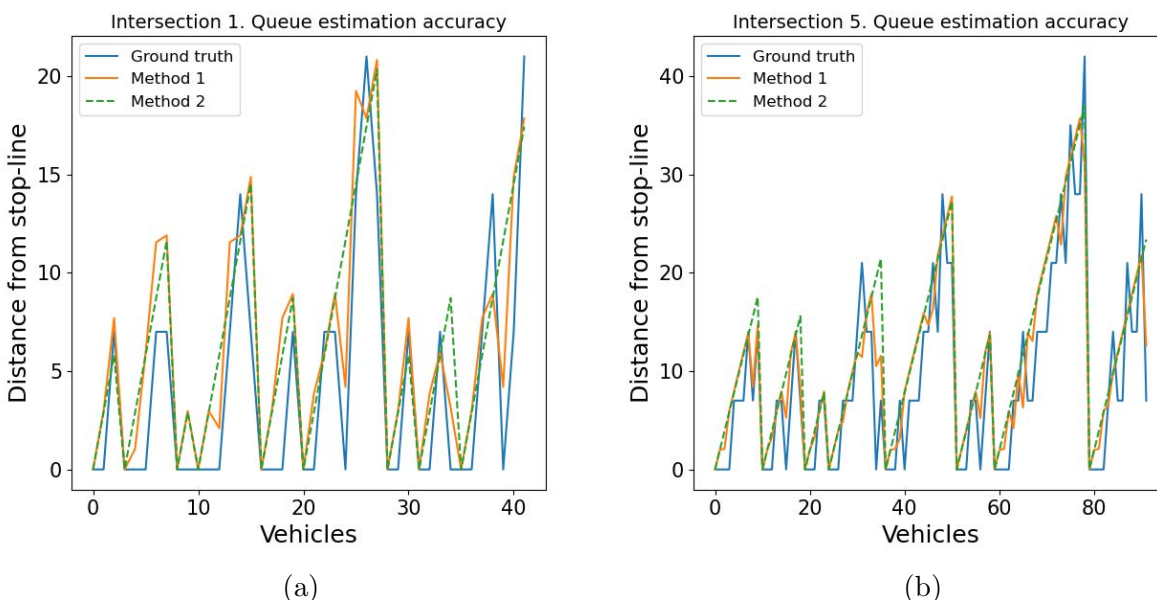 Intersection 1. Queue estimation accuracy
Ground truth
Method 1
Method 2
20
15
10
5
0
Distance from stop-line
0
10
20
30
40
Vehicles
(a)
Intersection 5. Queue estimation accuracy
Ground truth
Method 1
Method 2
40
30
20
10
0
Distance from stop-line
0
20
40
60
80
Vehicles
(b)